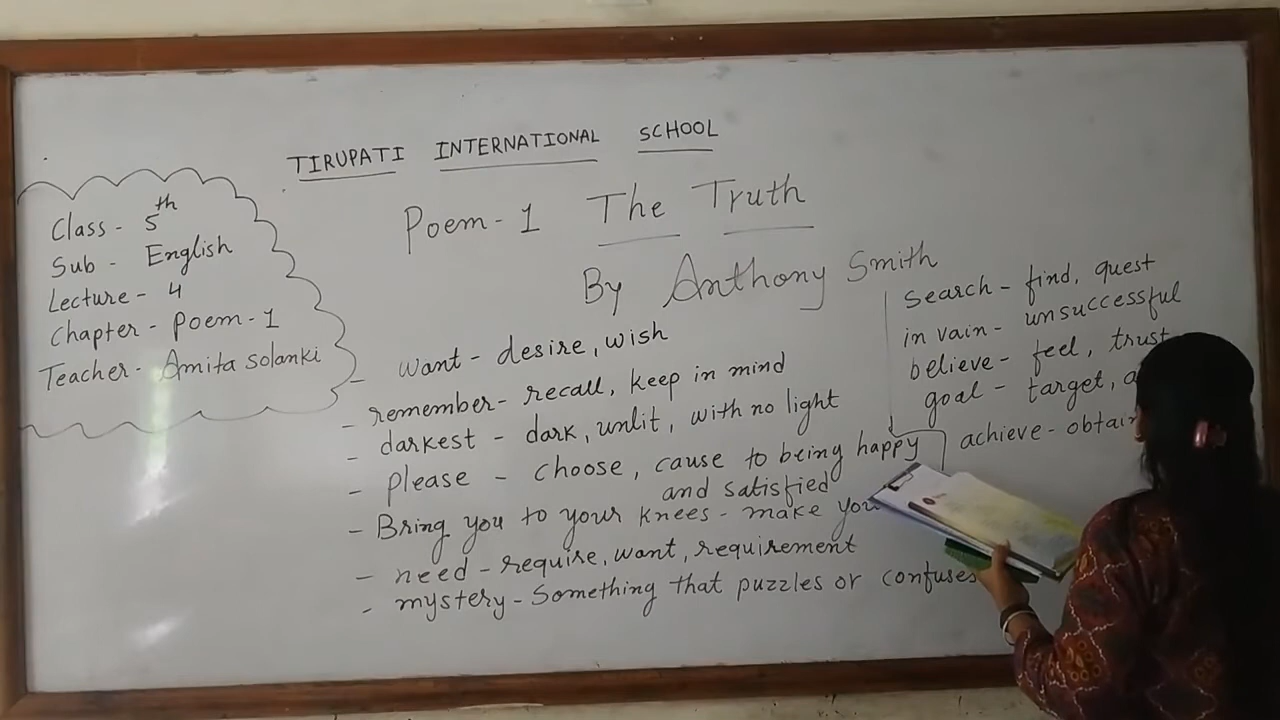 TIRUPATI INTERNATIONAL SCHOOL
Class - 5th
Sub - English
Lecture - 4
Chapter - Poem-1
Teacher - Amita Solanki
Poem-1 The Truth
By Anthony Smith
- want - desire, wish
- remember - recall, keep in mind
- darkest - dark, unlit, with no light
- please - choose, cause to being happy
and satisfied
- Bring you to your knees - make you
- need - require, want, requirement
- mystery - Something that puzzles or confuses
Search - find, quest
in vain - unsuccessful
believe - feel, trust
goal - target,
achieve - obtain